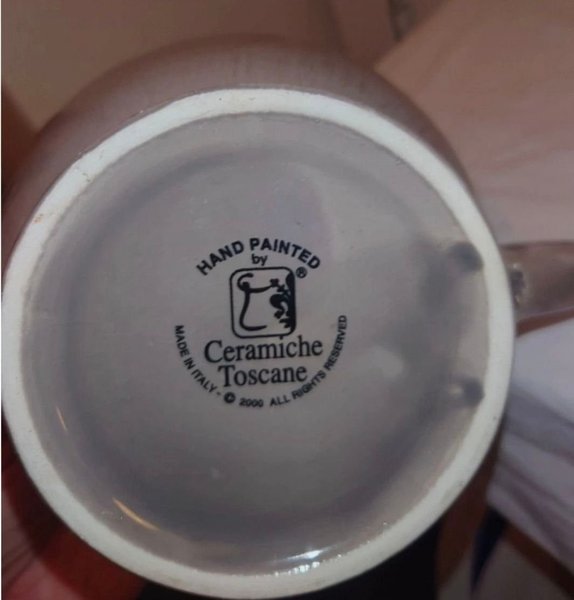 HAND PAINTED
by
®
Ceramiche
Toscane
MADE IN ITALY - © 2000 ALL RIGHTS RESERVED